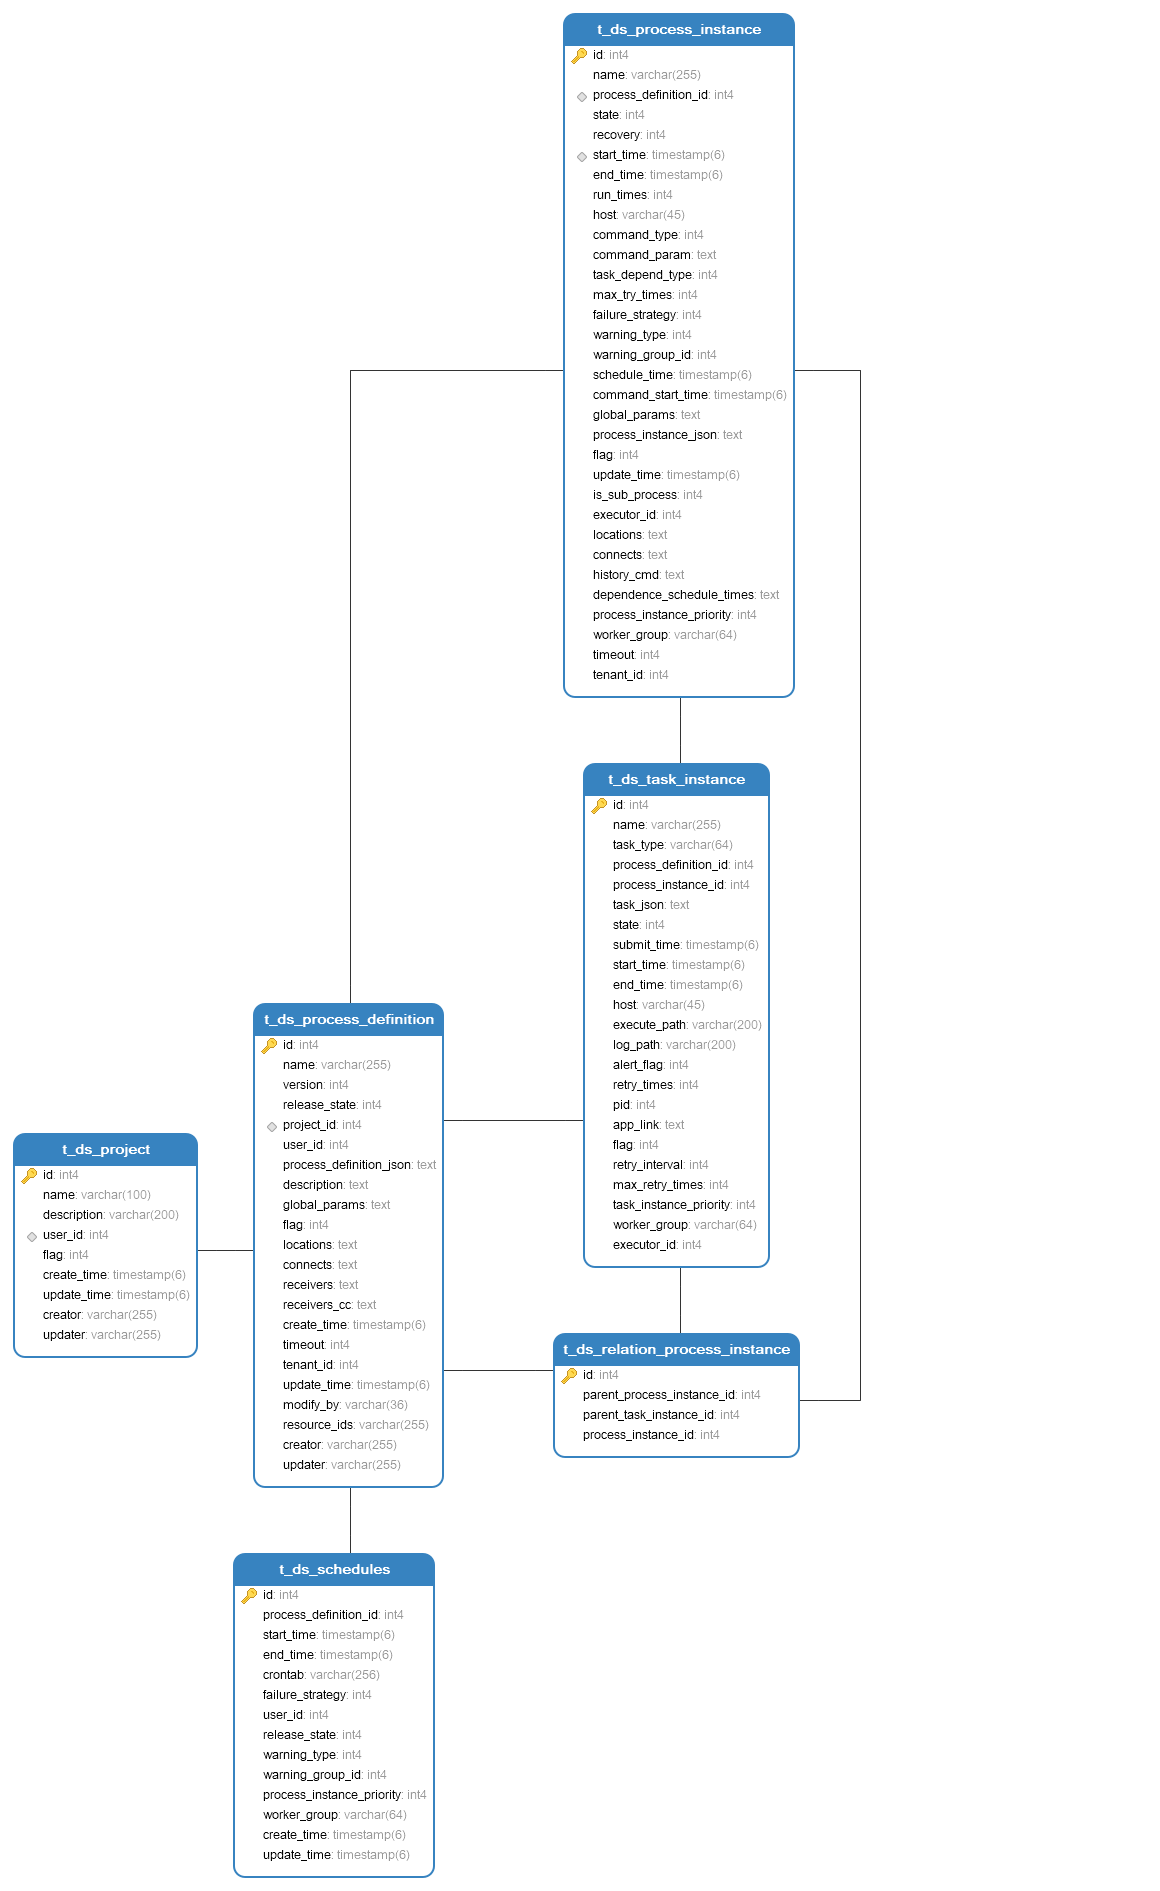 t_ds_process_instance
id: int4
name: varchar(255)
process_definition_id: int4
state: int4
recovery: int4
start_time: timestamp(6)
end_time: timestamp(6)
run_times: int4
host: varchar(45)
command_type: int4
command_param: text
task_depend_type: int4
max_try_times: int4
failure_strategy: int4
warning_type: int4
warning_group_id: int4
schedule_time: timestamp(6)
command_start_time: timestamp(6)
global_params: text
process_instance_json: text
flag: int4
update_time: timestamp(6)
is_sub_process: int4
executor_id: int4
locations: text
connects: text
history_cmd: text
dependence_schedule_times: text
process_instance_priority: int4
worker_group: varchar(64)
timeout: int4
tenant_id: int4
t_ds_task_instance
id: int4
name: varchar(255)
task_type: varchar(64)
process_definition_id: int4
process_instance_id: int4
task_json: text
state: int4
submit_time: timestamp(6)
start_time: timestamp(6)
end_time: timestamp(6)
host: varchar(45)
execute_path: varchar(200)
log_path: varchar(200)
alert_flag: int4
retry_times: int4
pid: int4
app_link: text
flag: int4
retry_interval: int4
max_retry_times: int4
task_instance_priority: int4
worker_group: varchar(64)
executor_id: int4
t_ds_process_definition
id: int4
name: varchar(255)
version: int4
release_state: int4
project_id: int4
user_id: int4
process_definition_json: text
description: text
global_params: text
flag: int4
locations: text
connects: text
receivers: text
receivers_cc: text
create_time: timestamp(6)
timeout: int4
tenant_id: int4
update_time: timestamp(6)
modify_by: varchar(36)
resource_ids: varchar(255)
creator: varchar(255)
updater: varchar(255)
t_ds_project
id: int4
name: varchar(100)
description: varchar(200)
user_id: int4
flag: int4
create_time: timestamp(6)
update_time: timestamp(6)
creator: varchar(255)
updater: varchar(255)
t_ds_relation_process_instance
id: int4
parent_process_instance_id: int4
parent_task_instance_id: int4
process_instance_id: int4
t_ds_schedules
id: int4
process_definition_id: int4
start_time: timestamp(6)
end_time: timestamp(6)
crontab: varchar(256)
failure_strategy: int4
user_id: int4
release_state: int4
warning_type: int4
warning_group_id: int4
process_instance_priority: int4
worker_group: varchar(64)
create_time: timestamp(6)
update_time: timestamp(6)